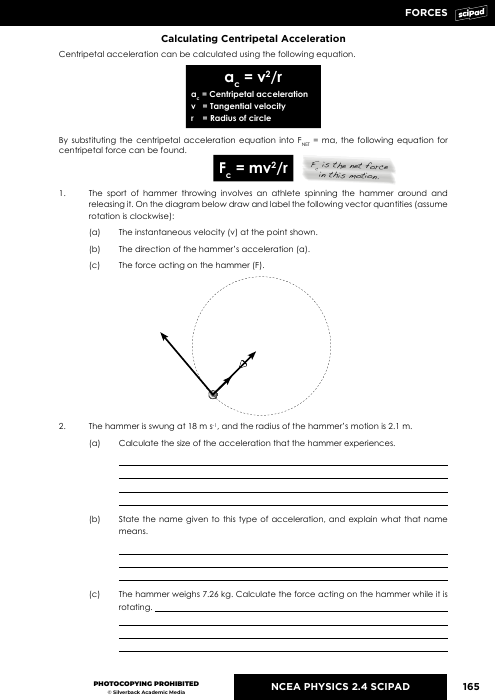 FORCES scipad
Calculating Centripetal Acceleration
Centripetal acceleration can be calculated using the following equation.
a_c = v²/r
a_c = Centripetal acceleration
v = Tangential velocity
r = Radius of circle
By substituting the centripetal acceleration equation into F_NET = ma, the following equation for
centripetal force can be found.
F_c = mv²/r
F_c is the net force
in this motion.
1. The sport of hammer throwing involves an athlete spinning the hammer around and
releasing it. On the diagram below draw and label the following vector quantities (assume
rotation is clockwise):
(a) The instantaneous velocity (v) at the point shown.
(b) The direction of the hammer's acceleration (a).
(c) The force acting on the hammer (F).
2. The hammer is swung at 18 m s⁻¹, and the radius of the hammer's motion is 2.1 m.
(a) Calculate the size of the acceleration that the hammer experiences.
(b) State the name given to this type of acceleration, and explain what that name
means.
(c) The hammer weighs 7.26 kg. Calculate the force acting on the hammer while it is
rotating.
PHOTOCOPYING PROHIBITED
© Silverback Academic Media
NCEA PHYSICS 2.4 SCIPAD 165